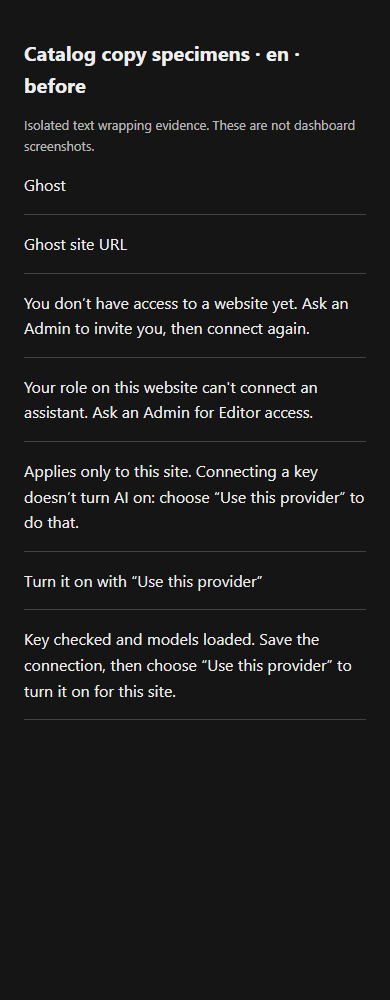 Catalog copy specimens · en ·
before
Isolated text wrapping evidence. These are not dashboard
screenshots.
Ghost
Ghost site URL
You don’t have access to a website yet. Ask an
Admin to invite you, then connect again.
Your role on this website can't connect an
assistant. Ask an Admin for Editor access.
Applies only to this site. Connecting a key
doesn’t turn AI on: choose “Use this provider” to
do that.
Turn it on with “Use this provider”
Key checked and models loaded. Save the
connection, then choose “Use this provider” to
turn it on for this site.